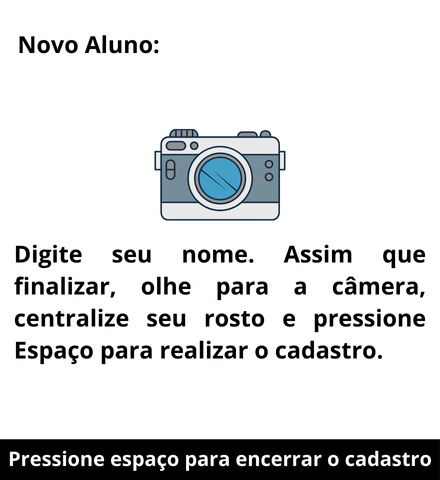 Novo Aluno:
Digite seu nome. Assim que
finalizar, olhe para a câmera,
centralize seu rosto e pressione
Espaço para realizar o cadastro.
Pressione espaço para encerrar o cadastro